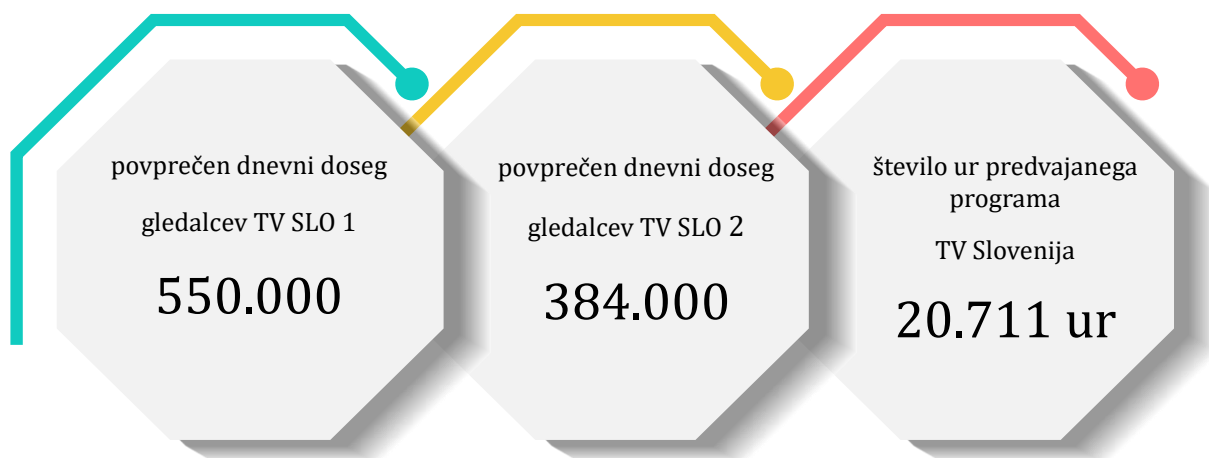 povprečen dnevni doseg
gledalcev TV SLO 1
550.000
povprečen dnevni doseg
gledalcev TV SLO 2
384.000
število ur predvajanega
programa
TV Slovenija
20.711 ur